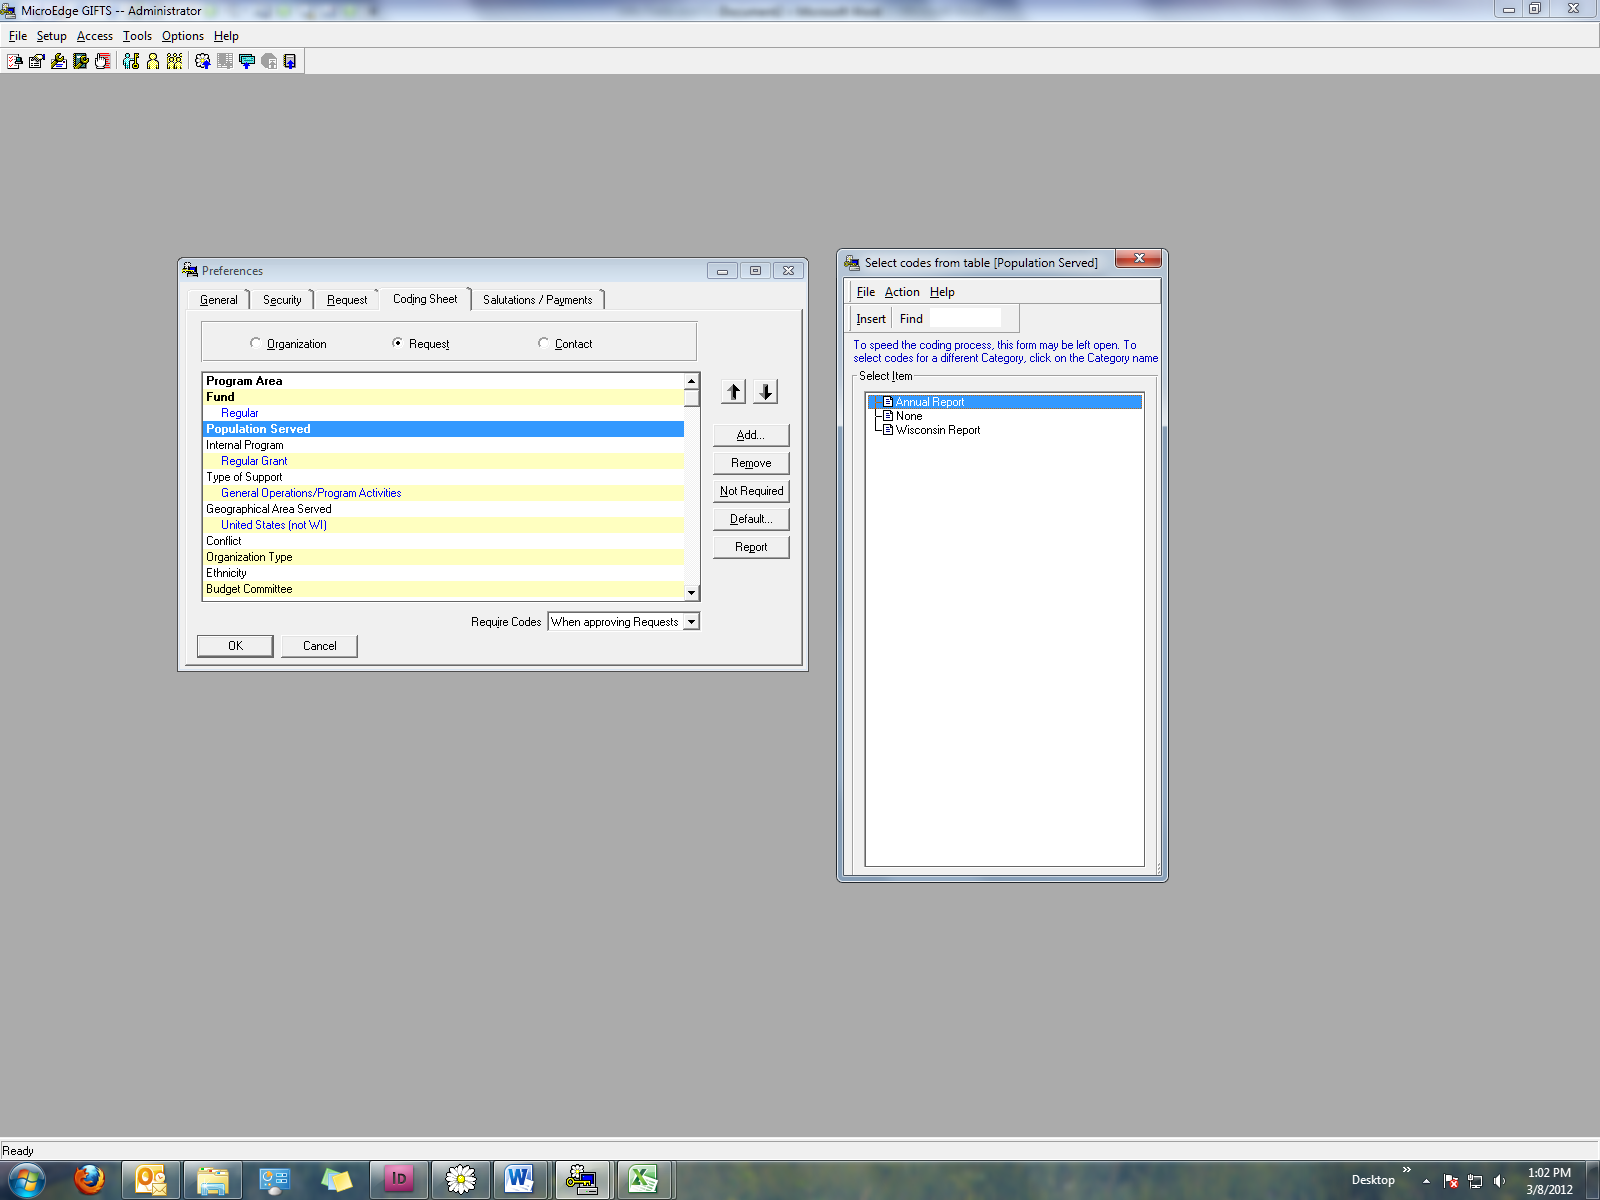 MicroEdge GIFTS -- Administrator
File Setup Access Tools Options Help
Preferences
General Security Request Coding Sheet Salutations / Payments
Organization Request Contact
Program Area
Fund
Regular
Population Served
Internal Program
Regular Grant
Type of Support
General Operations/Program Activities
Geographical Area Served
United States (not WI)
Conflict
Organization Type
Ethnicity
Budget Committee
Add...
Remove
Not Required
Default...
Report
Require Codes When approving Requests
OK Cancel
Select codes from table [Population Served]
File Action Help
Insert Find
To speed the coding process, this form may be left open. To
select codes for a different Category, click on the Category name
Select Item
Annual Report
None
Wisconsin Report
Ready
Id
W
X
Desktop
1:02 PM
3/8/2012